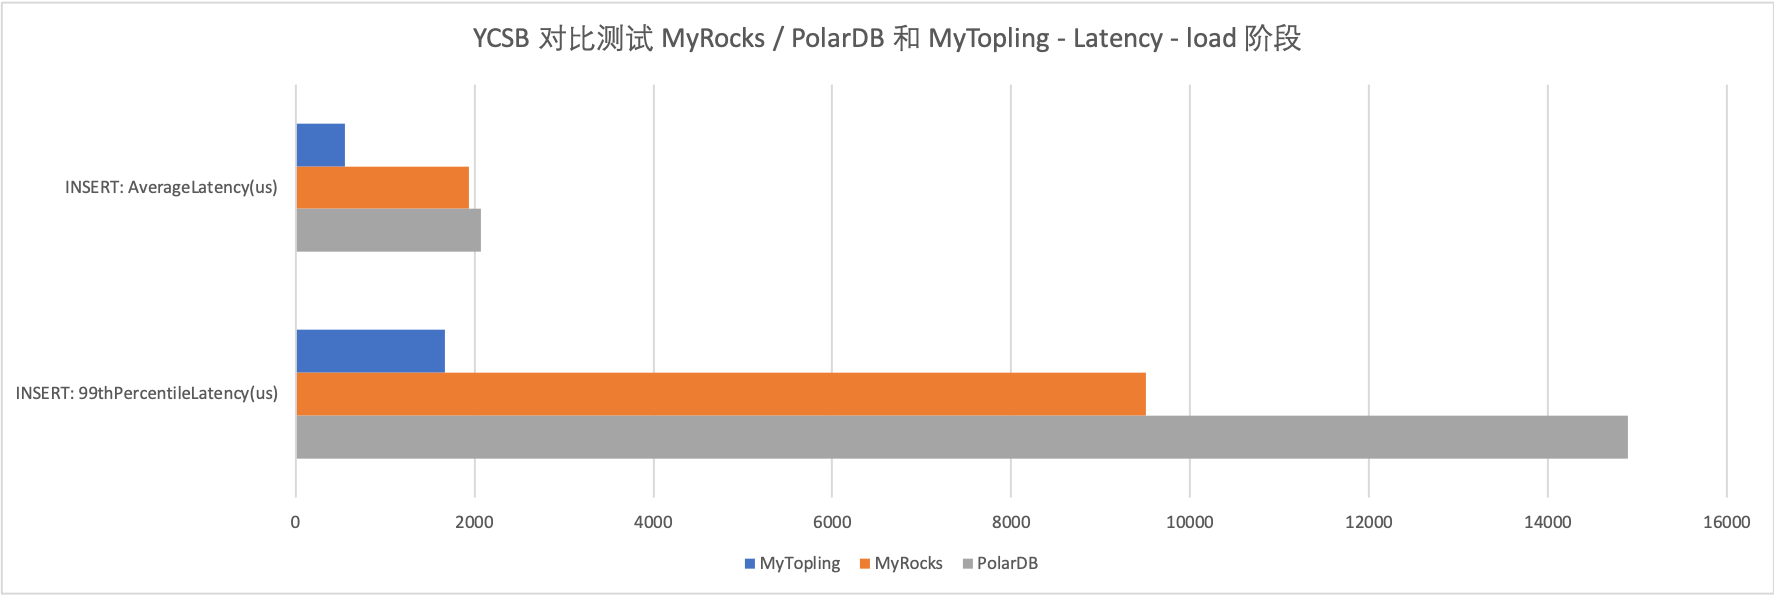 YCSB 对比测试 MyRocks / PolarDB 和 MyTopling - Latency - load 阶段
INSERT: AverageLatency(us)
INSERT: 99thPercentileLatency(us)
0 2000 4000 6000 8000 10000 12000 14000 16000
MyTopling MyRocks PolarDB